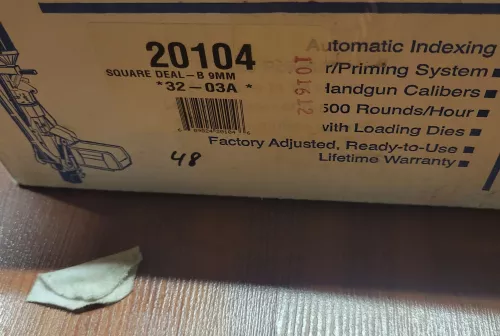 20104
SQUARE DEAL-B 9MM
*32-03A*
48
101612
Automatic Indexing
r/Priming System
Handgun Calibers
500 Rounds/Hour
with Loading Dies
Factory Adjusted, Ready-to-Use
Lifetime Warranty